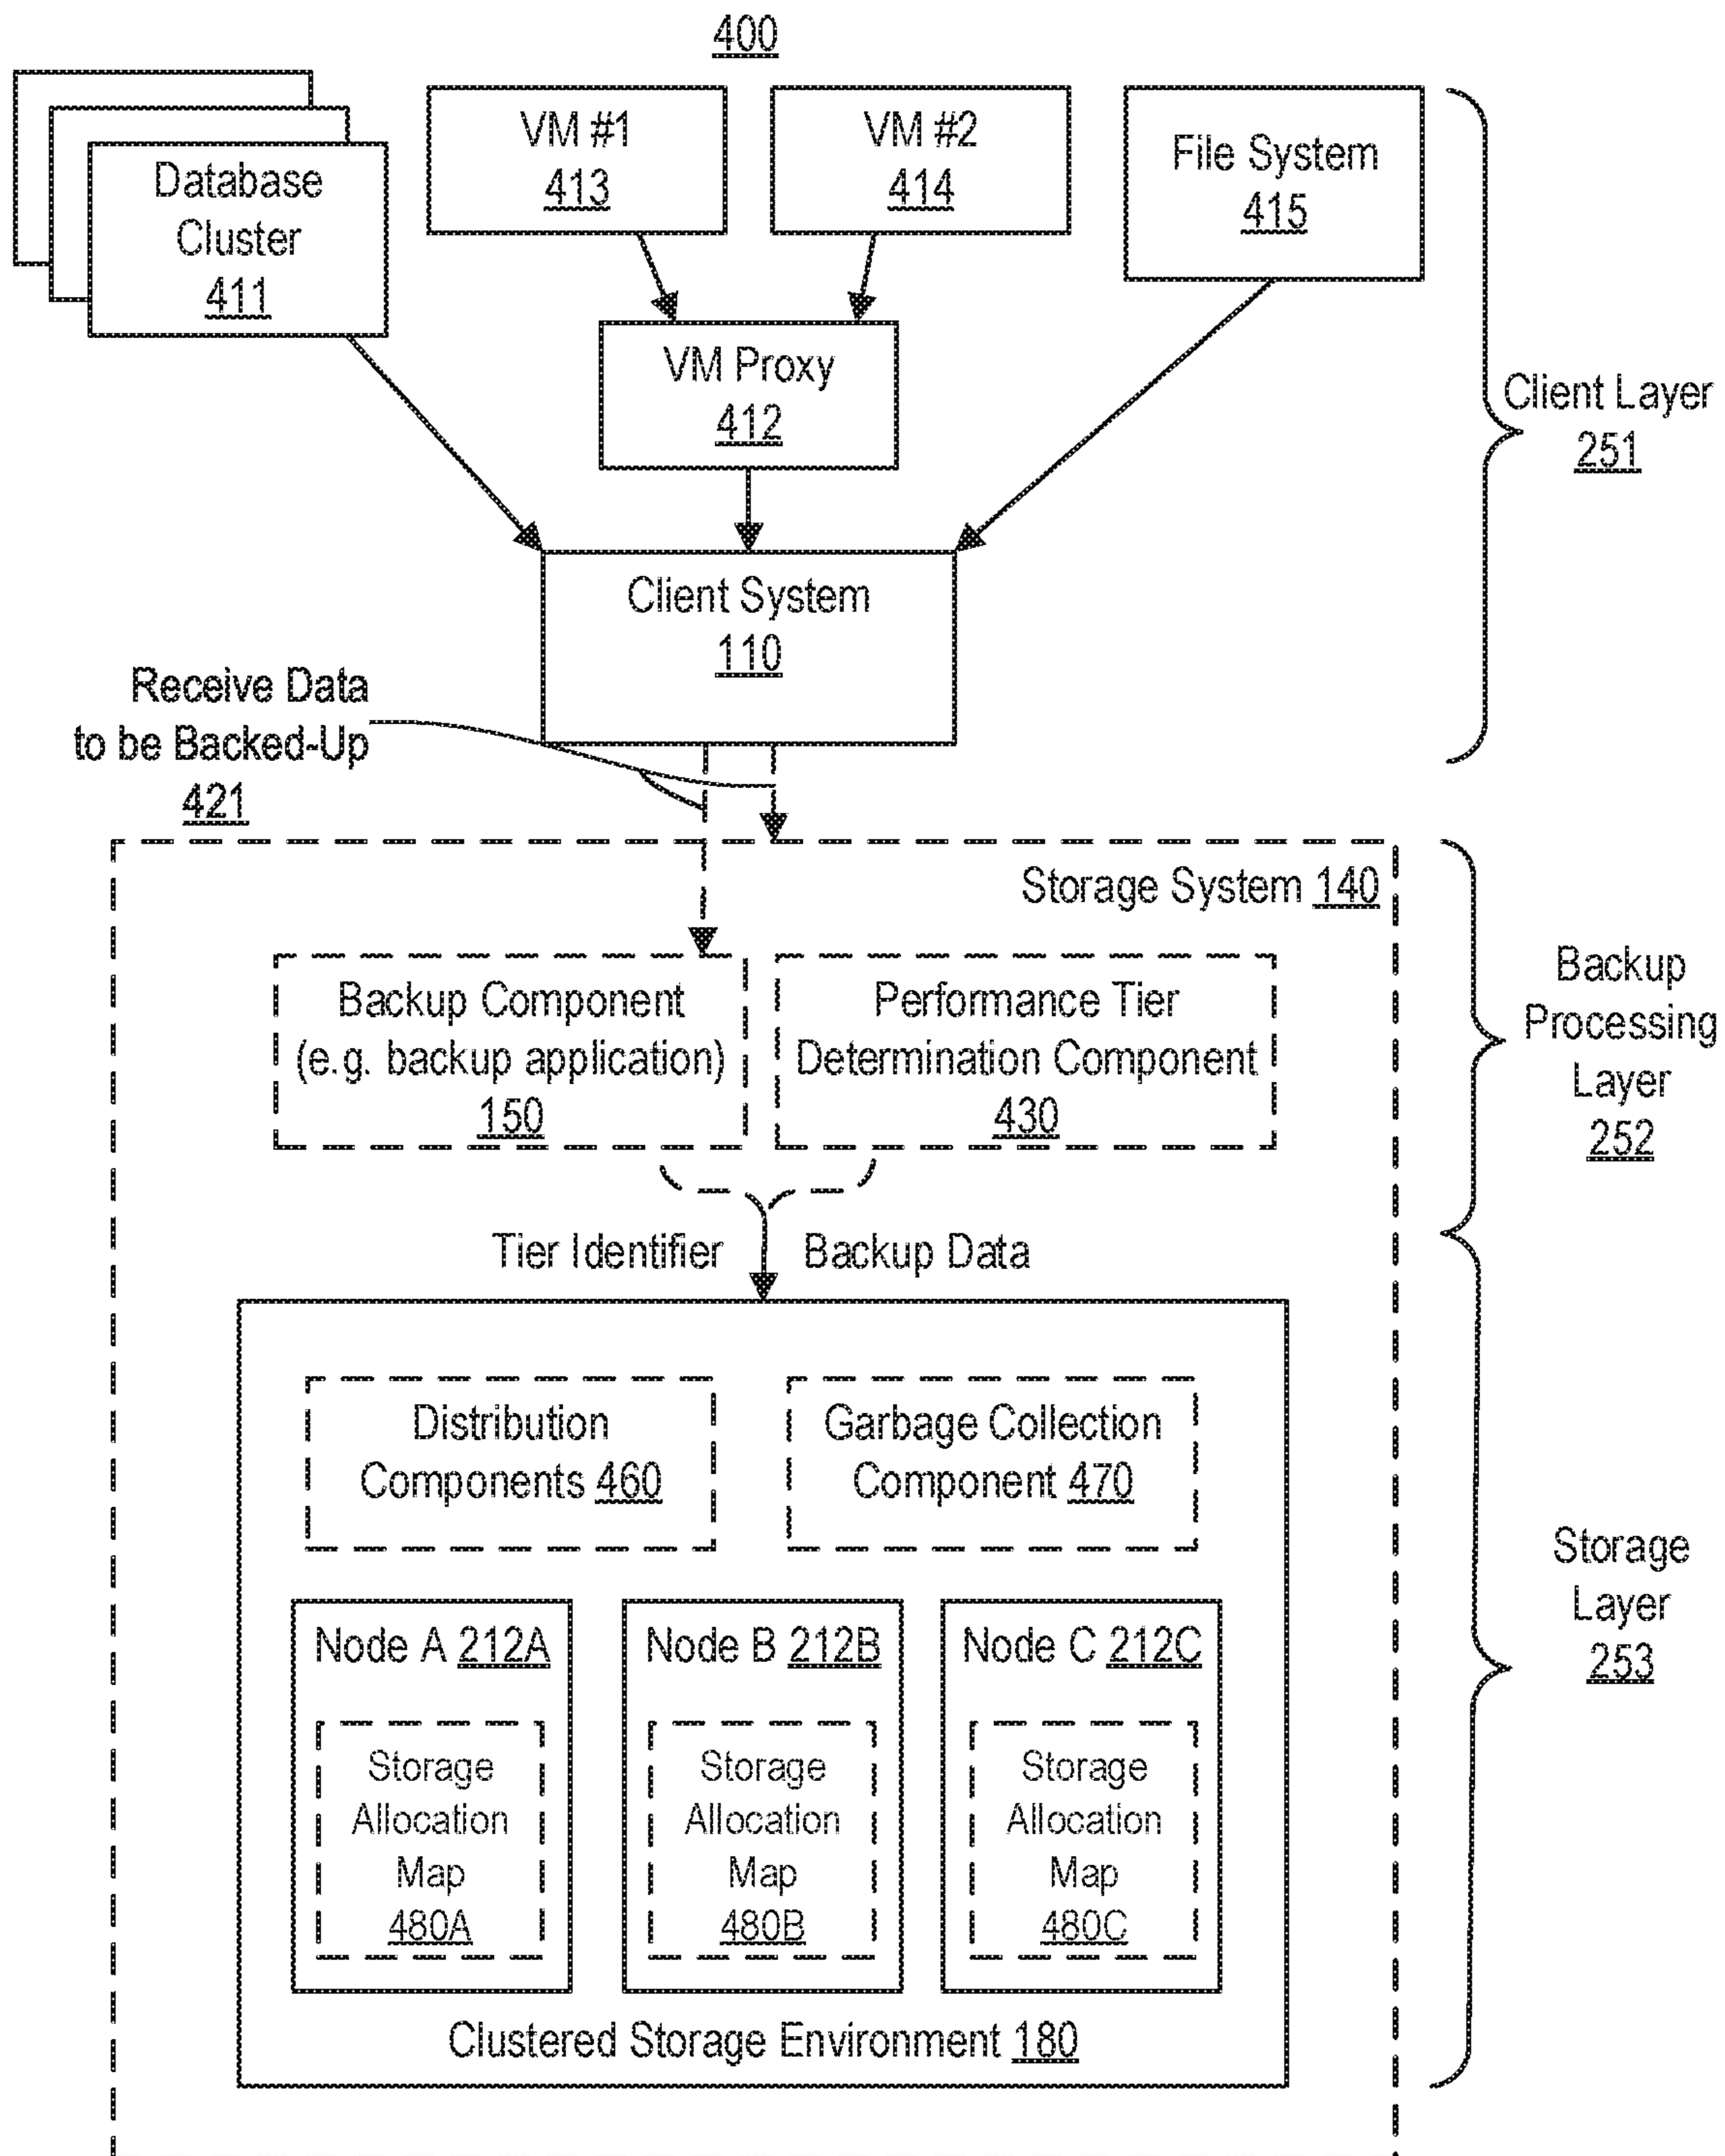 400
Database
Cluster
411
VM #1
413
VM #2
414
File System
415
VM Proxy
412
Client Layer
251
Client System
110
Receive Data
to be Backed-Up
421
Storage System 140
Backup Component
(e.g. backup application)
150
Performance Tier
Determination Component
430
Backup
Processing
Layer
252
Tier Identifier
Backup Data
Distribution
Components 460
Garbage Collection
Component 470
Storage
Layer
253
Node A 212A
Storage
Allocation
Map
480A
Node B 212B
Storage
Allocation
Map
480B
Node C 212C
Storage
Allocation
Map
480C
Clustered Storage Environment 180